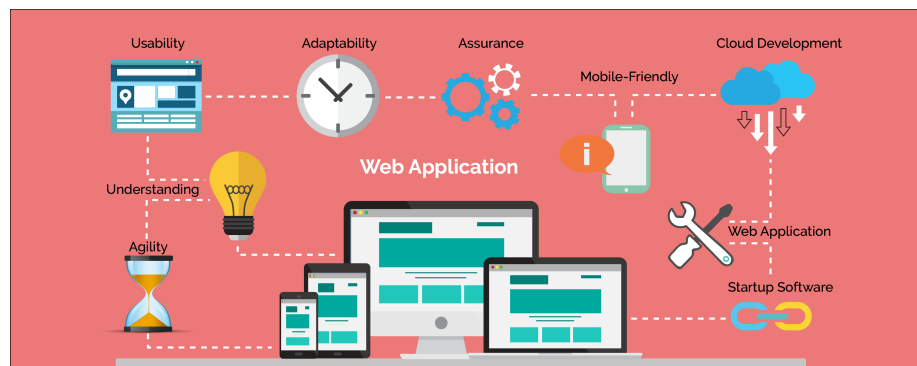 Usability
Adaptability
Assurance
Cloud Development
Mobile-Friendly
i
Web Application
Understanding
Web Application
Agility
Startup Software